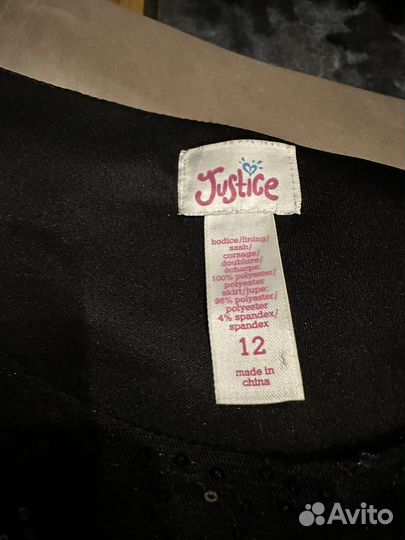 Justice
bodice/lining/
sash/
corsage/
doublure/
écharpe:
100% polyester/
polyester
skirt/jupe:
96% polyester/
polyester
4% spandex/
spandex
12
made in
china
Avito